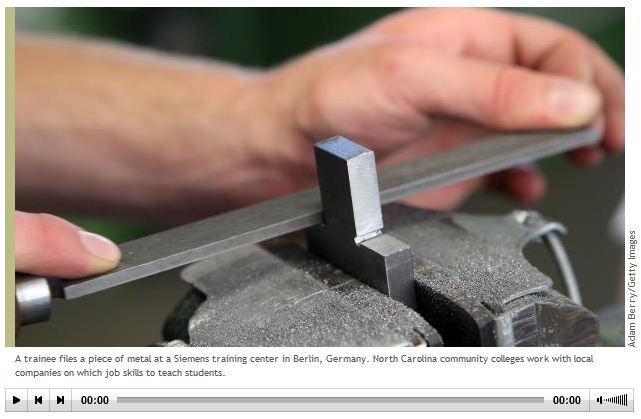 Adam Berry/Getty Images
A trainee files a piece of metal at a Siemens training center in Berlin, Germany. North Carolina community colleges work with local
companies on which job skills to teach students.
00:00 00:00